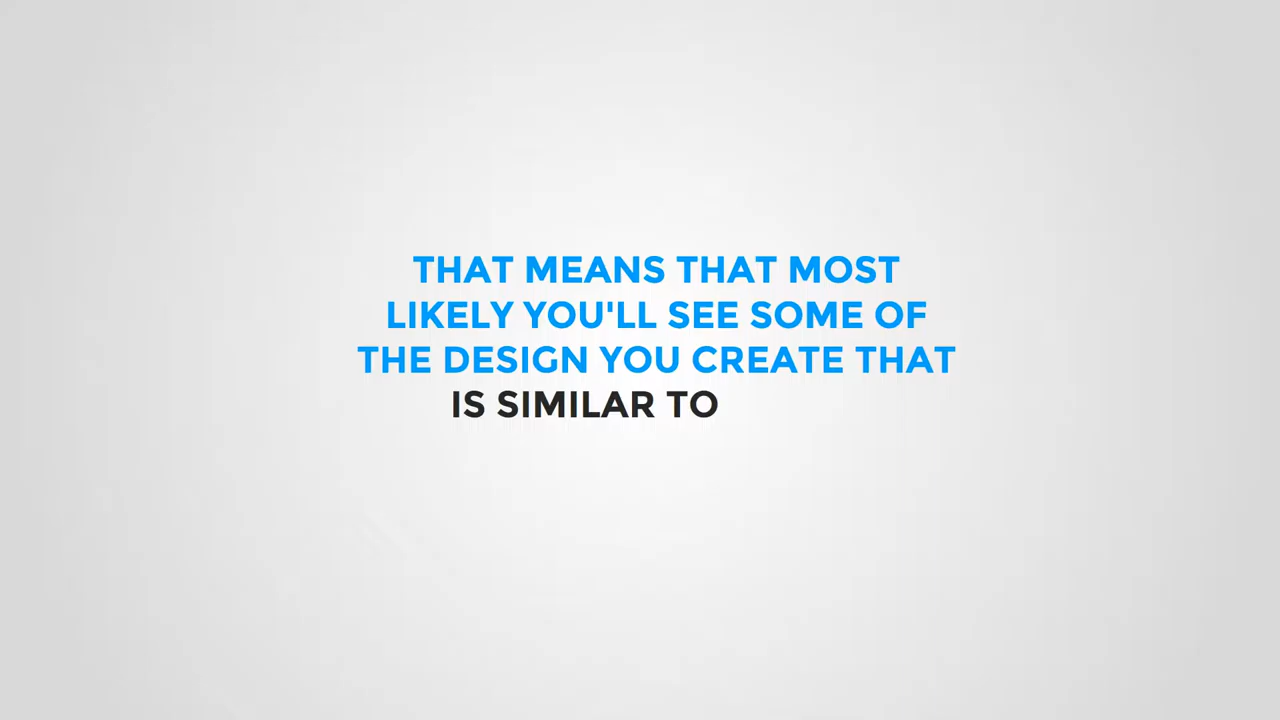 THAT MEANS THAT MOST
LIKELY YOU'LL SEE SOME OF
THE DESIGN YOU CREATE THAT
IS SIMILAR TO